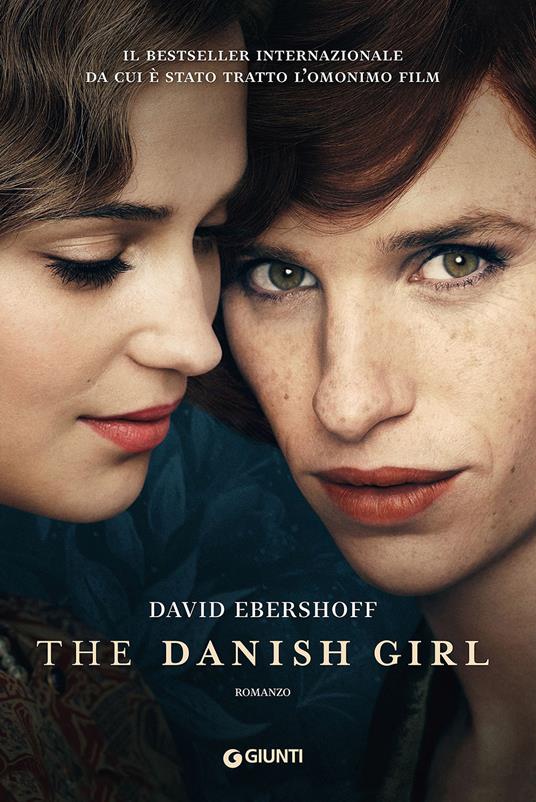 IL BESTSELLER INTERNAZIONALE
DA CUI È STATO TRATTO L'OMONIMO FILM
DAVID EBERSHOFF
THE DANISH GIRL
ROMANZO
GIUNTI